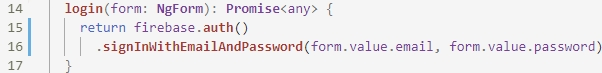 14 login(form: NgForm): Promise<any> {
15 return firebase.auth()
16 .signInWithEmailAndPassword(form.value.email, form.value.password)
17 }